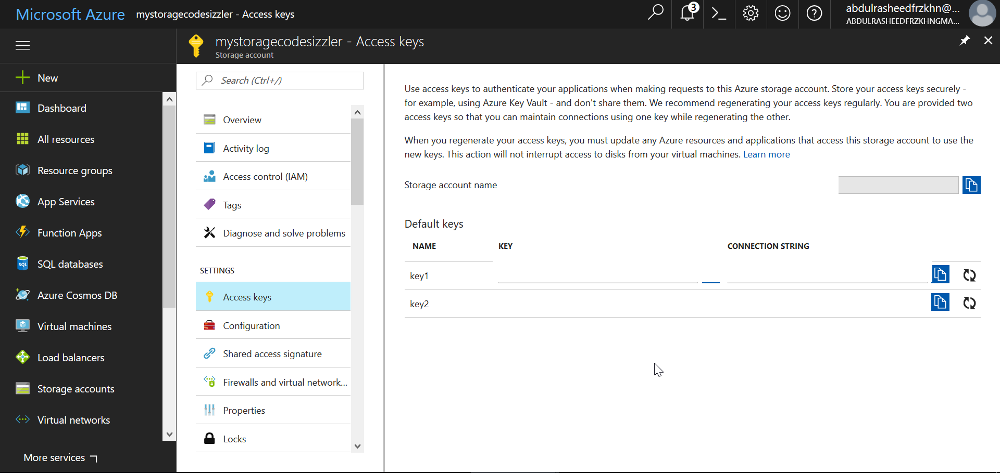 Microsoft Azure mystoragecodesizzler - Access keys
3
abdulrasheedfrzkhn@...
ABDULRASHEEDFRZKHNGMA...
mystoragecodesizzler - Access keys
Storage account
New
Dashboard
All resources
Resource groups
App Services
Function Apps
SQL
SQL databases
Azure Cosmos DB
Virtual machines
Load balancers
Storage accounts
Virtual networks
More services
Search (Ctrl+/)
Overview
Activity log
Access control (IAM)
Tags
Diagnose and solve problems
SETTINGS
Access keys
Configuration
Shared access signature
Firewalls and virtual network...
Properties
Locks
Use access keys to authenticate your applications when making requests to this Azure storage account. Store your access keys securely -
for example, using Azure Key Vault - and don't share them. We recommend regenerating your access keys regularly. You are provided two
access keys so that you can maintain connections using one key while regenerating the other.
When you regenerate your access keys, you must update any Azure resources and applications that access this storage account to use the
new keys. This action will not interrupt access to disks from your virtual machines. Learn more
Storage account name
Default keys
NAME KEY CONNECTION STRING
key1
key2